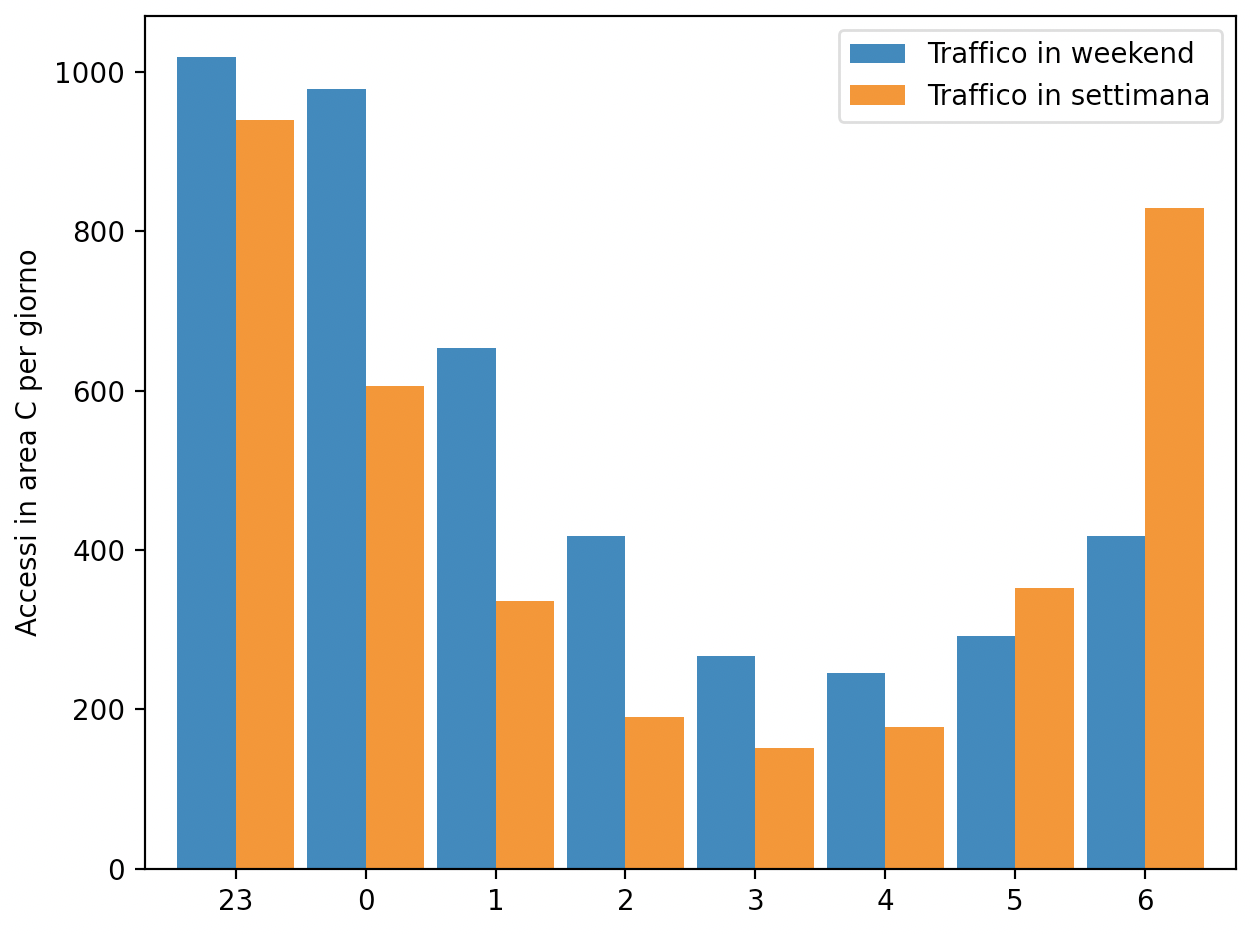 Traffico in weekend
Traffico in settimana
Accessi in area C per giorno
1000
800
600
400
200
0
23 0 1 2 3 4 5 6